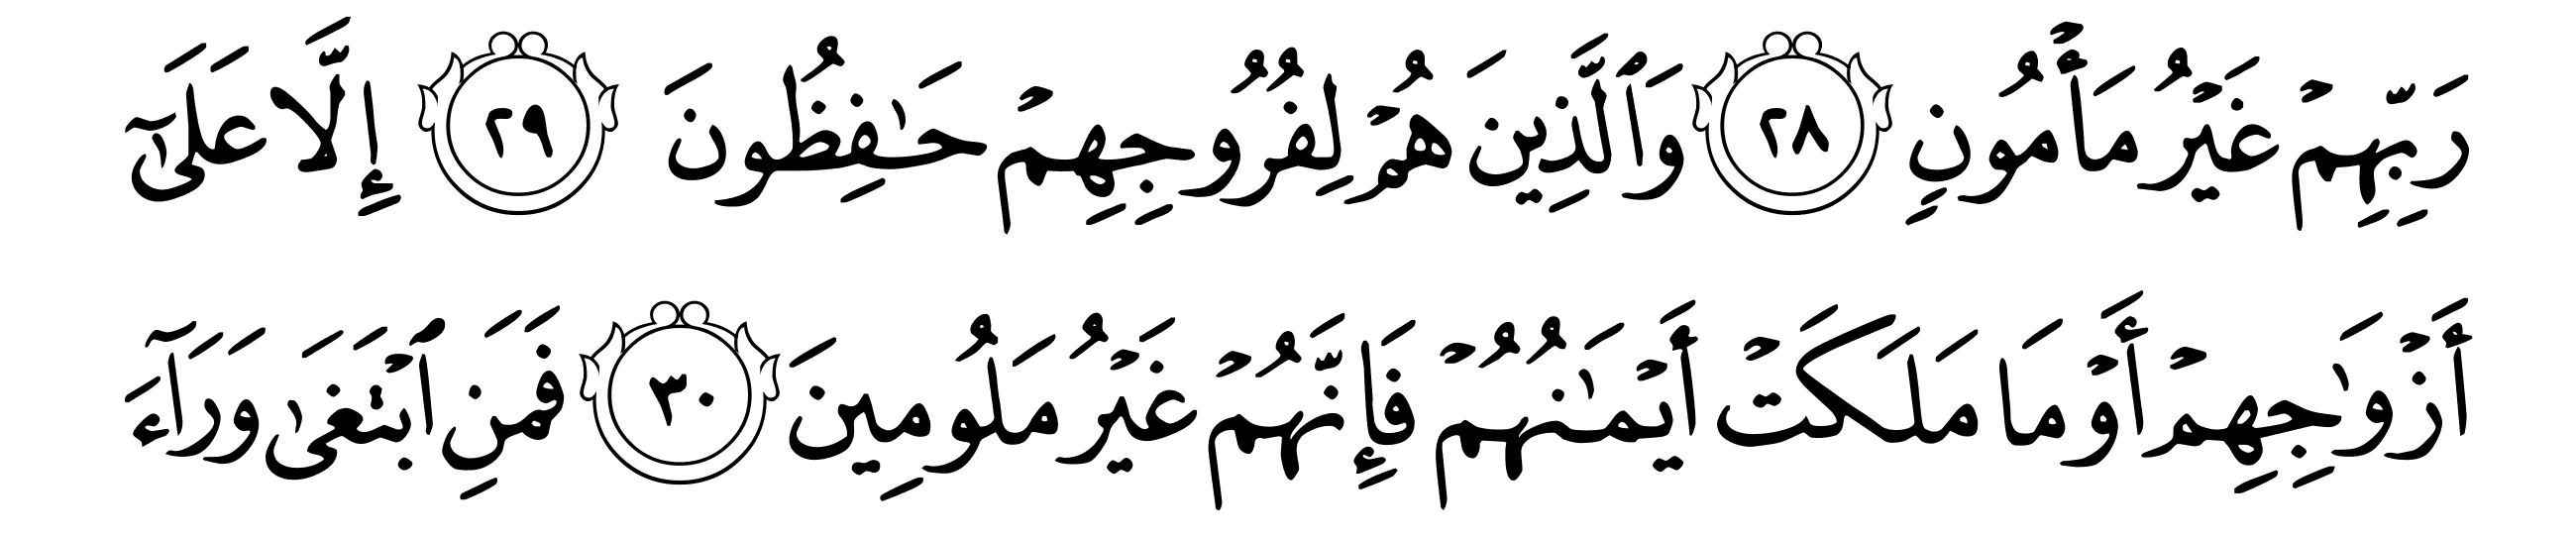 رَبِّهِمۡ غَيۡرُ مَأۡمُونٖ ٢٨ وَٱلَّذِينَ هُمۡ لِفُرُوجِهِمۡ حَٰفِظُونَ ٢٩ إِلَّا عَلَىٰٓ
أَزۡوَٰجِهِمۡ أَوۡ مَا مَلَكَتۡ أَيۡمَٰنُهُمۡ فَإِنَّهُمۡ غَيۡرُ مَلُومِينَ ٣٠ فَمَنِ ٱبۡتَغَىٰ وَرَآءَ